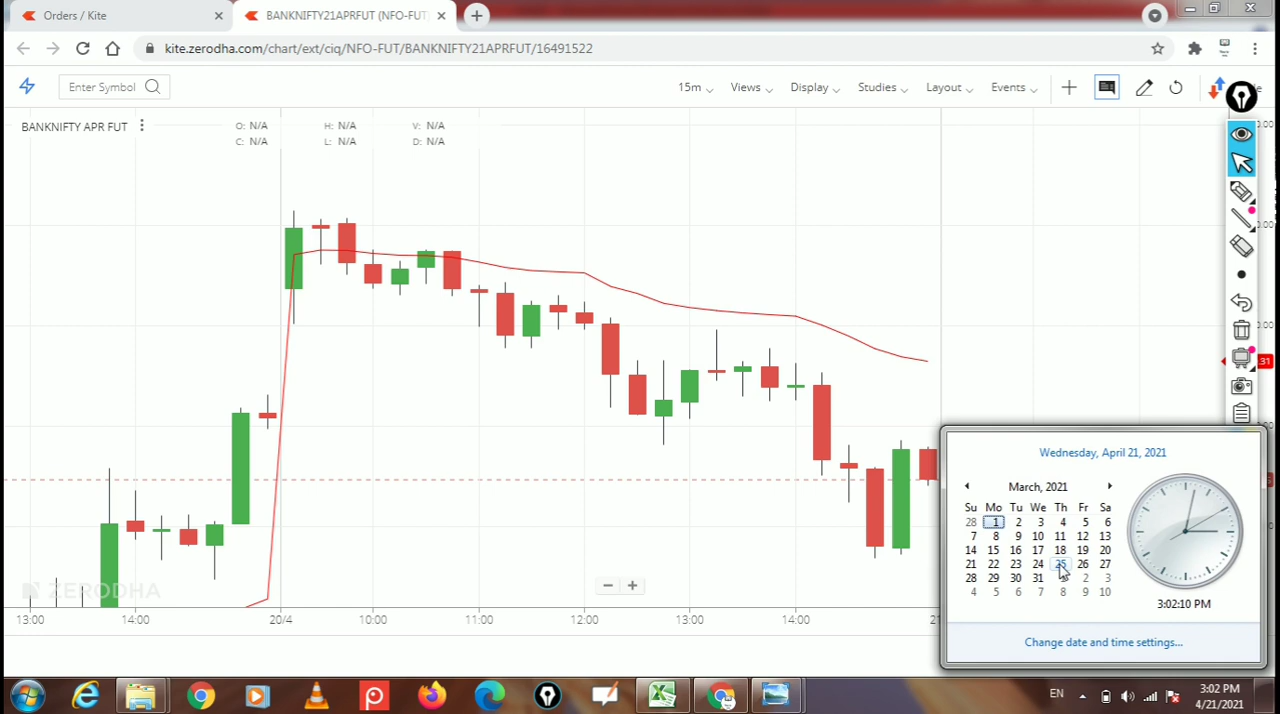 Orders / Kite
BANKNIFTY21APRFUT (NFO-FUT)
kite.zerodha.com/chart/ext/ciq/NFO-FUT/BANKNIFTY21APRFUT/16491522
Enter Symbol
15m Views Display Studies Layout Events
BANKNIFTY APR FUT
O: N/A H: N/A V: N/A
C: N/A L: N/A D: N/A
31
ZERODHA
13:00 14:00 20/4 10:00 11:00 12:00 13:00 14:00
Wednesday, April 21, 2021
March, 2021
Su Mo Tu We Th Fr Sa
28 1 2 3 4 5 6
7 8 9 10 11 12 13
14 15 16 17 18 19 20
21 22 23 24 25 26 27
28 29 30 31 2 3
4 5 6 7 8 9 10
3:02:10 PM
Change date and time settings...
EN
3:02 PM
4/21/2021